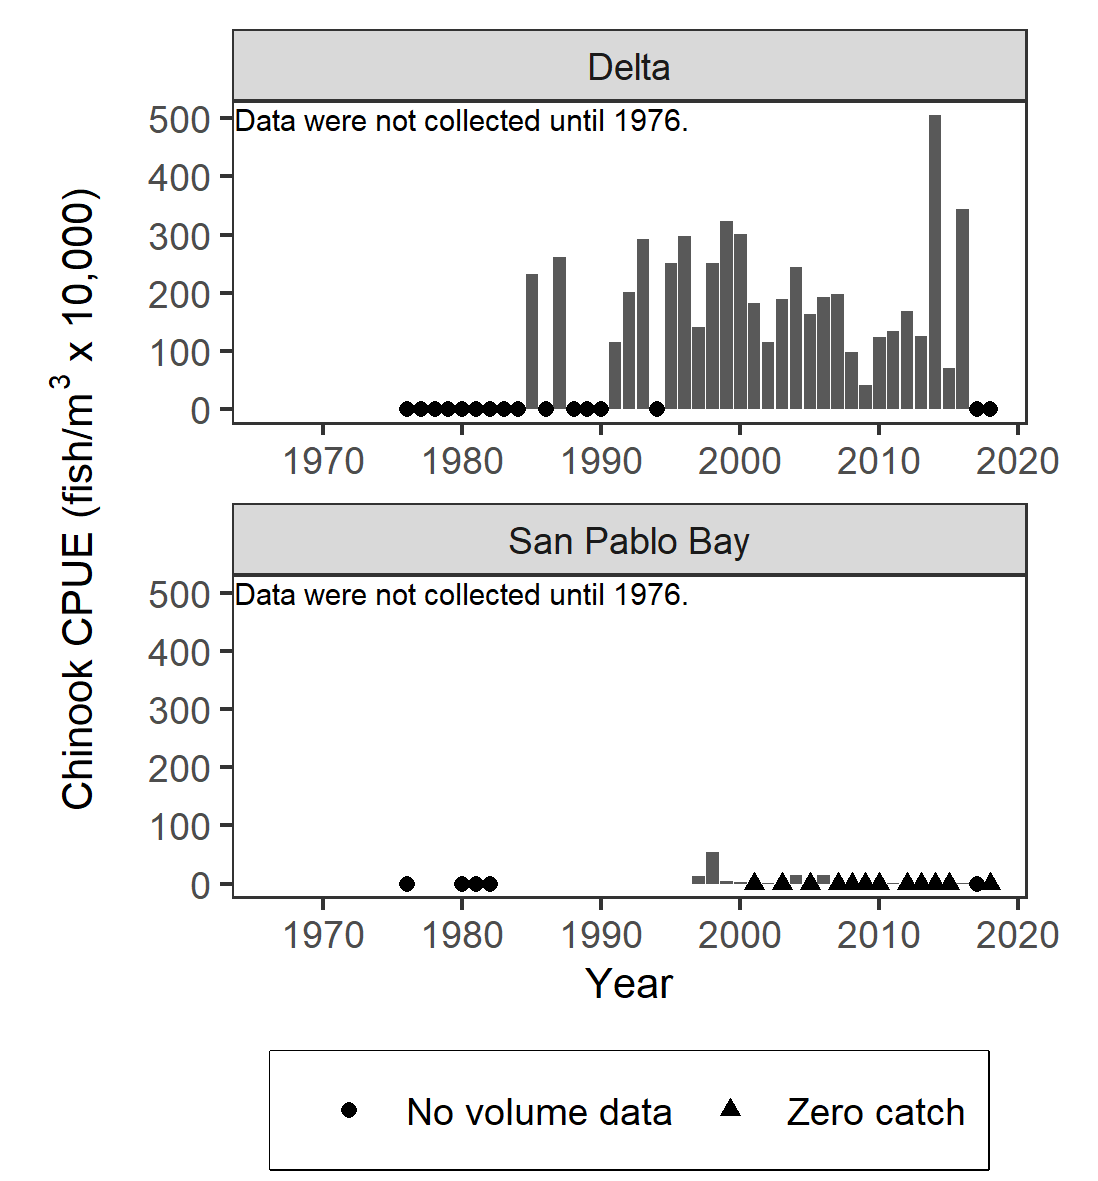 Delta
Data were not collected until 1976.
500
400
300
200
100
0
1970 1980 1990 2000 2010 2020
San Pablo Bay
Data were not collected until 1976.
500
400
300
200
100
0
1970 1980 1990 2000 2010 2020
Chinook CPUE (fish/m³ x 10,000)
Year
No volume data Zero catch